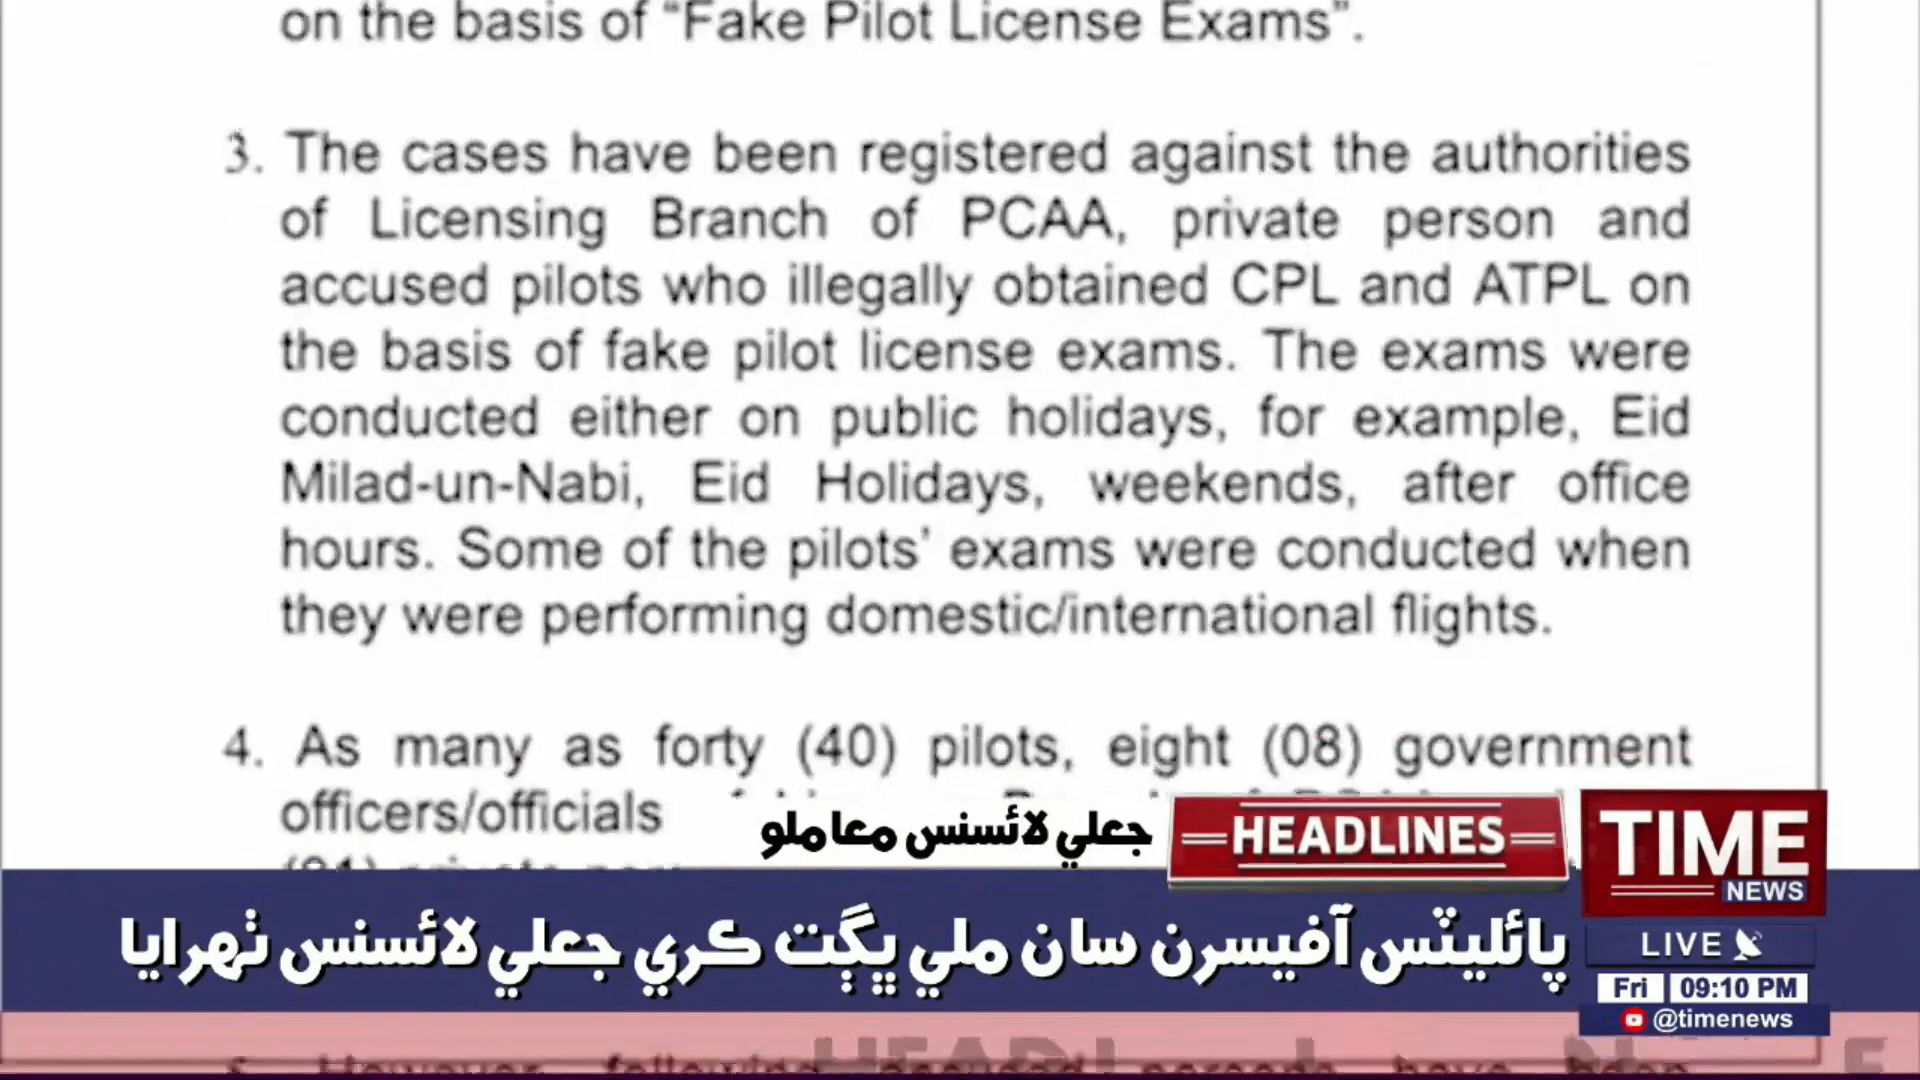 on the basis of “Fake Pilot License Exams”.
3. The cases have been registered against the authorities
of Licensing Branch of PCAA, private person and
accused pilots who illegally obtained CPL and ATPL on
the basis of fake pilot license exams. The exams were
conducted either on public holidays, for example, Eid
Milad-un-Nabi, Eid Holidays, weekends, after office
hours. Some of the pilots’ exams were conducted when
they were performing domestic/international flights.
4. As many as forty (40) pilots, eight (08) government
officers/officials
جعلي لائسنس معاملو
HEADLINES
TIME
NEWS
پائليٽس آفيسرن سان ملي ڀڳت ڪري جعلي لائسنس ٺهرايا
LIVE
Fri 09:10 PM
@timenews